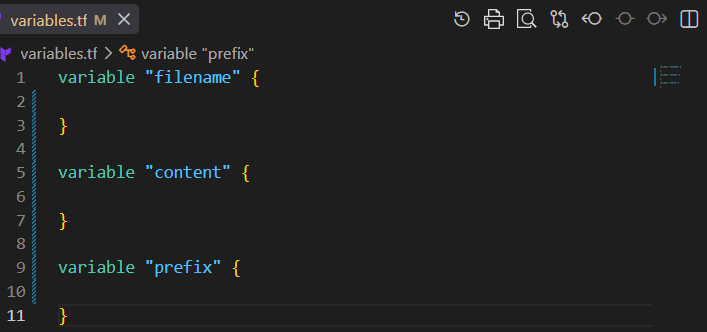 variables.tf M
variables.tf > variable "prefix"
1 variable "filename" {
2
3 }
4
5 variable "content" {
6
7 }
8
9 variable "prefix" {
10
11 }